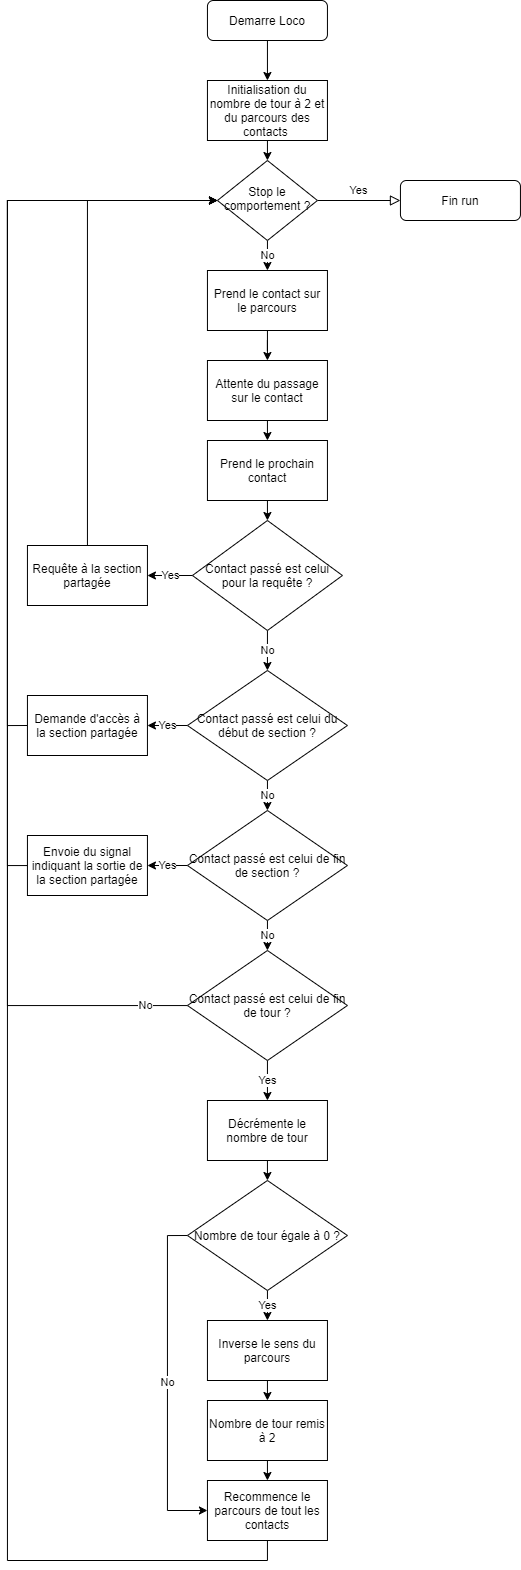 Demarre Loco
Initialisation du
nombre de tour à 2 et
du parcours des
contacts
Stop le
comportement ?
Yes
Fin run
No
Prend le contact sur
le parcours
Attente du passage
sur le contact
Prend le prochain
contact
Contact passé est celui
pour la requête ?
Yes
Requête à la section
partagée
No
Contact passé est celui du
début de section ?
Yes
Demande d'accès à
la section partagée
No
Contact passé est celui de fin
de section ?
Yes
Envoie du signal
indiquant la sortie de
la section partagée
No
Contact passé est celui de fin
de tour ?
No
Yes
Décrémente le
nombre de tour
Nombre de tour égale à 0 ?
Yes
Inverse le sens du
parcours
No
Nombre de tour remis
à 2
Recommence le
parcours de tout les
contacts